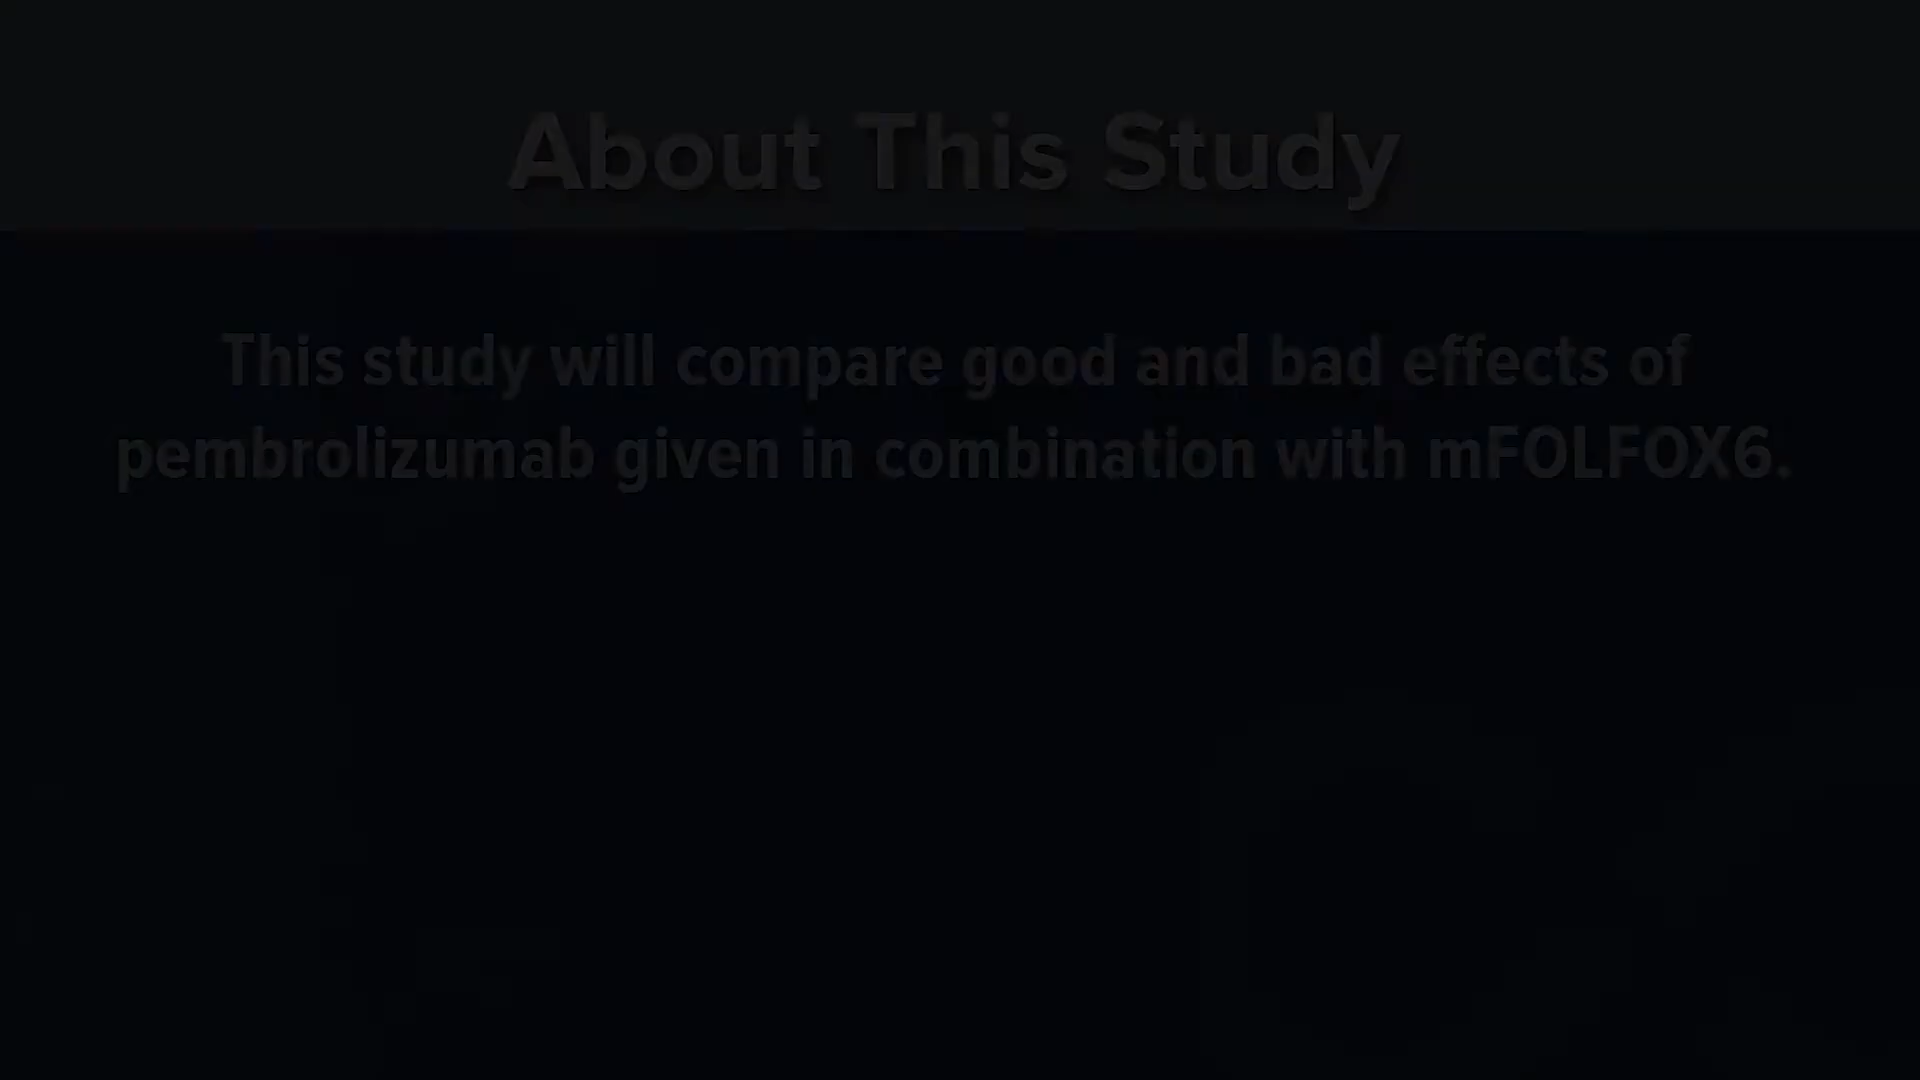 About This Study
This study will compare good and bad effects of
pembrolizumab given in combination with mFOLFOX6.